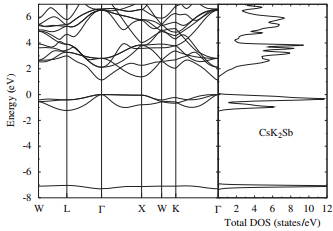 6
4
2
0
-2
-4
-6
-8
Energy (eV)
W L Γ X W K Γ
CsK2Sb
2 4 6 8 10 12
Total DOS (states/eV)